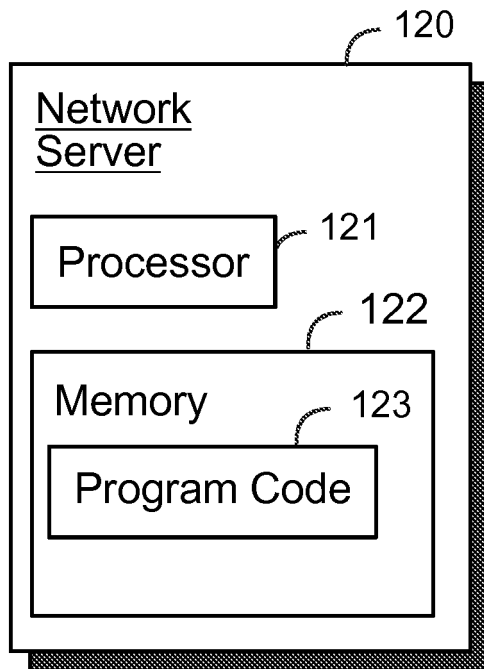 120
Network
Server
121
Processor
122
Memory
123
Program Code